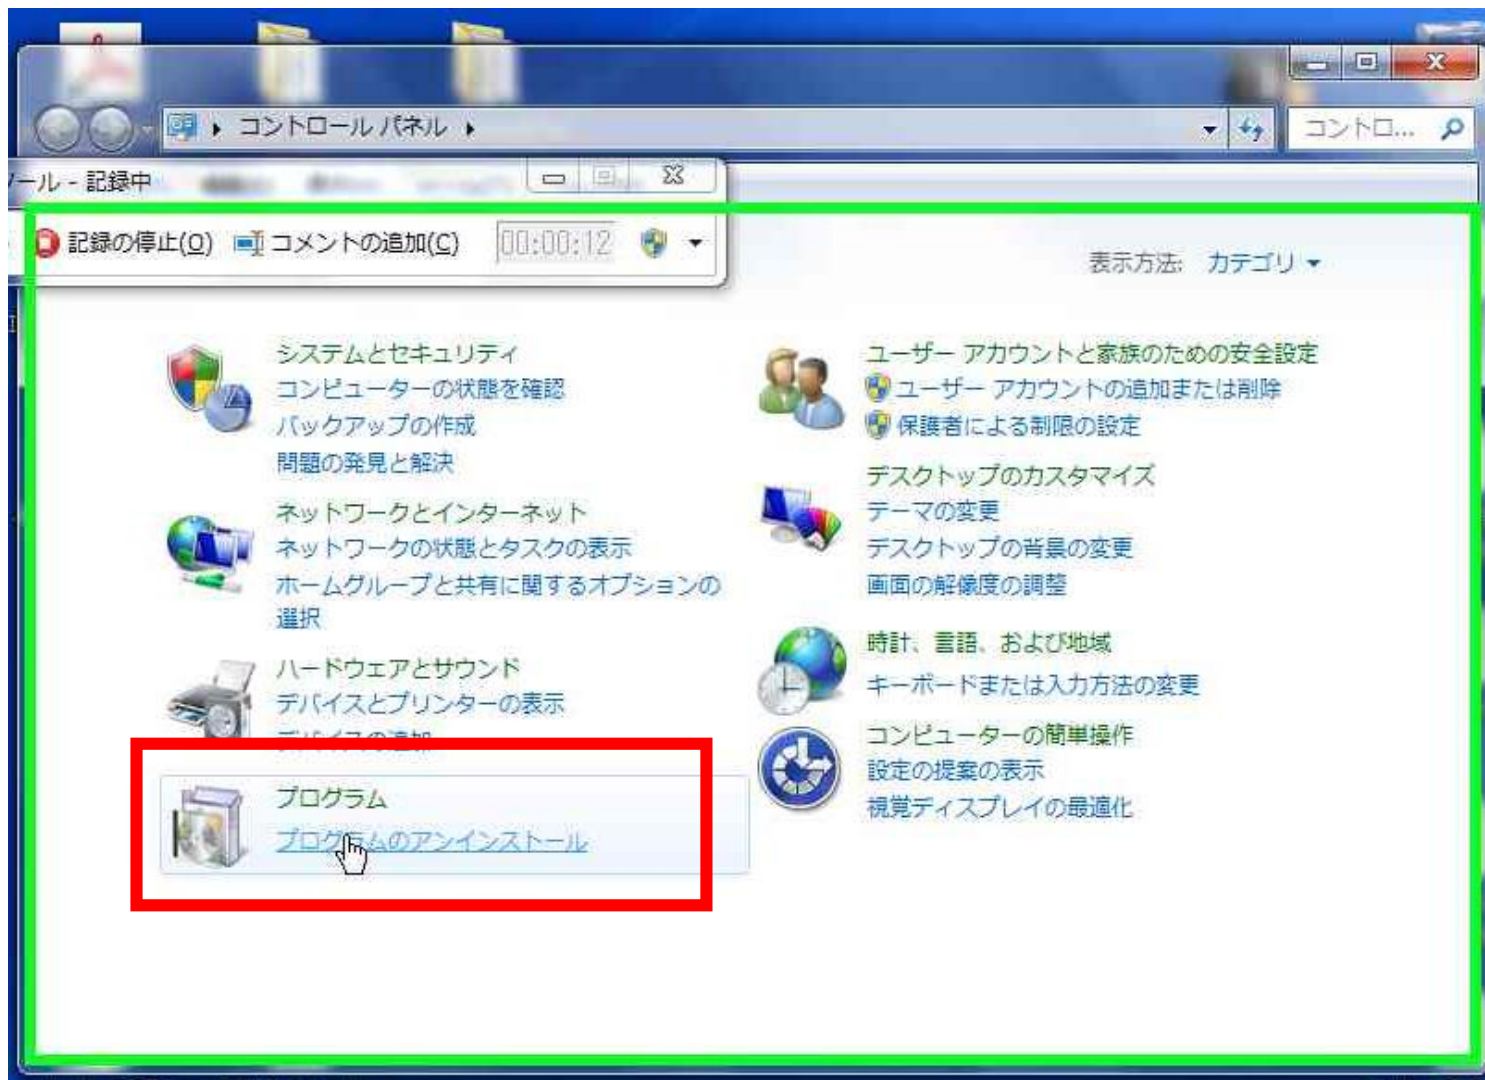 コントロール パネル
コントロ...
ール - 記録中
記録の停止(O)
コメントの追加(C)
00:00:12
表示方法: カテゴリ
システムとセキュリティ
コンピューターの状態を確認
バックアップの作成
問題の発見と解決
ネットワークとインターネット
ネットワークの状態とタスクの表示
ホームグループと共有に関するオプションの
選択
ハードウェアとサウンド
デバイスとプリンターの表示
デバイスの追加
プログラム
プログラムのアンインストール
ユーザー アカウントと家族のための安全設定
ユーザー アカウントの追加または削除
保護者による制限の設定
デスクトップのカスタマイズ
テーマの変更
デスクトップの背景の変更
画面の解像度の調整
時計、言語、および地域
キーボードまたは入力方法の変更
コンピューターの簡単操作
設定の提案の表示
視覚ディスプレイの最適化